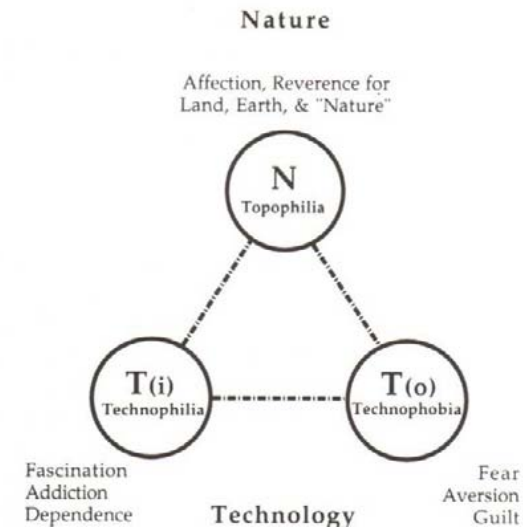 Nature
Affection, Reverence for
Land, Earth, & "Nature"
N
Topophilia
T(i)
Technophilia
T(o)
Technophobia
Fascination
Addiction
Dependence
Technology
Fear
Aversion
Guilt